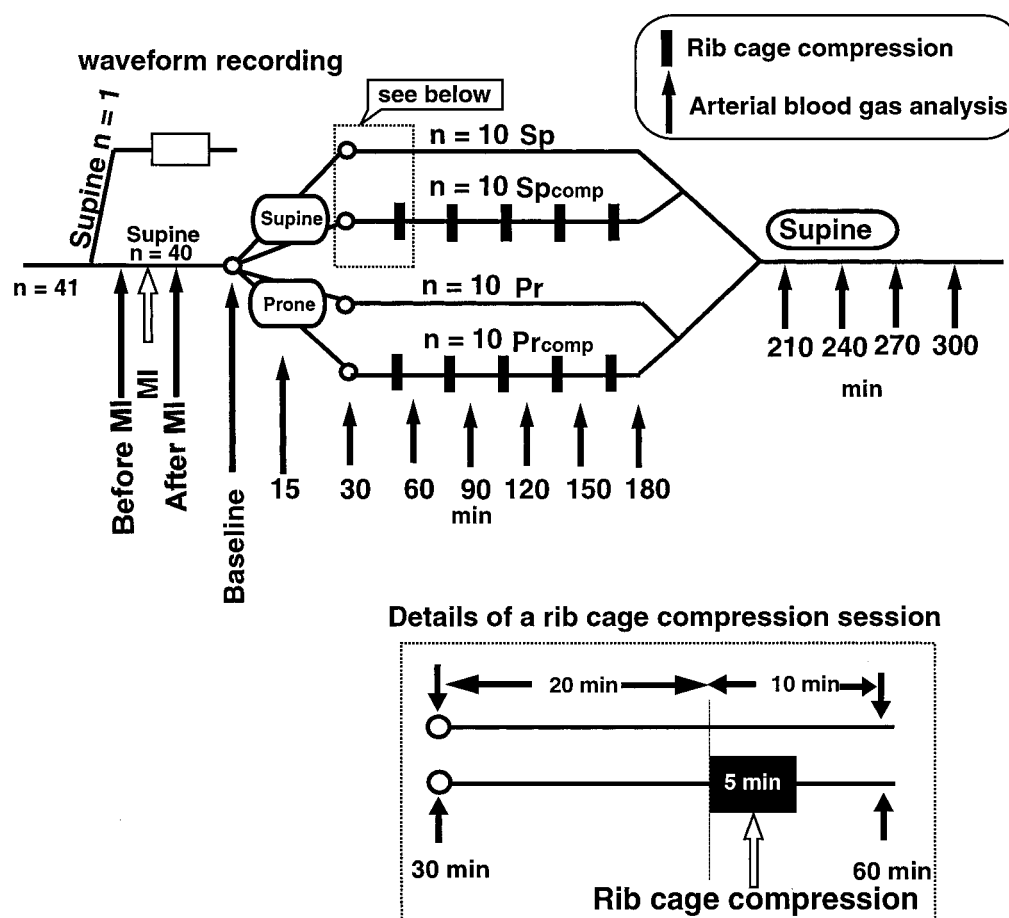 waveform recording
Rib cage compression
Arterial blood gas analysis
see below
Supine n = 1
n = 10 Sp
n = 10 Spcomp
Supine
Supine
n = 40
Supine
n = 41
Prone
n = 10 Pr
n = 10 Prcomp
210 240 270 300
min
Before MI
MI
After MI
Baseline
15 30 60 90 120 150 180
min
Details of a rib cage compression session
20 min 10 min
5 min
30 min 60 min
Rib cage compression